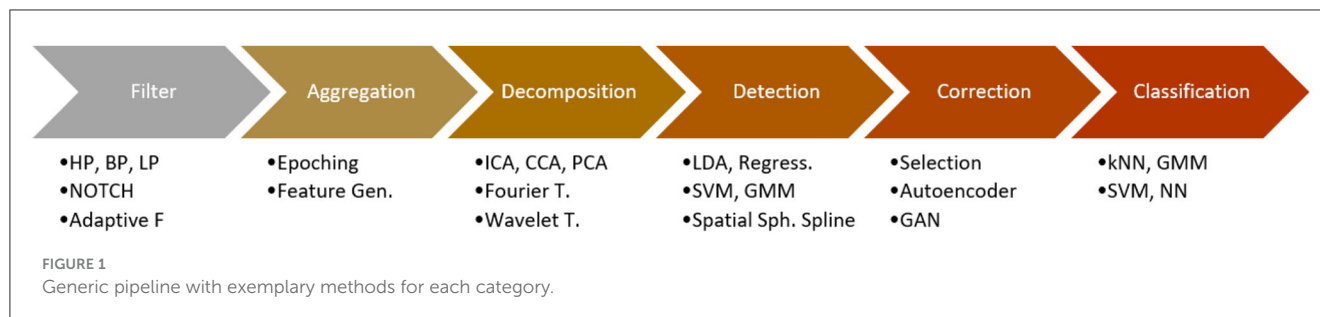 Filter
Aggregation
Decomposition
Detection
Correction
Classification
•HP, BP, LP
•NOTCH
•Adaptive F
•Epoching
•Feature Gen.
•ICA, CCA, PCA
•Fourier T.
•Wavelet T.
•LDA, Regress.
•SVM, GMM
•Spatial Sph. Spline
•Selection
•Autoencoder
•GAN
•kNN, GMM
•SVM, NN
FIGURE 1
Generic pipeline with exemplary methods for each category.